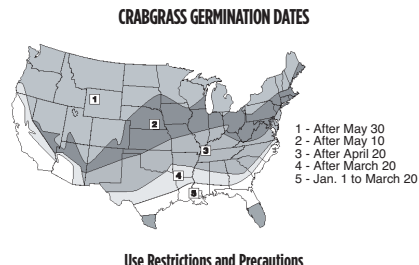 CRABGRASS GERMINATION DATES
1
2
3
4
5
1 - After May 30
2 - After May 10
3 - After April 20
4 - After March 20
5 - Jan. 1 to March 20
Use Restrictions and Precautions